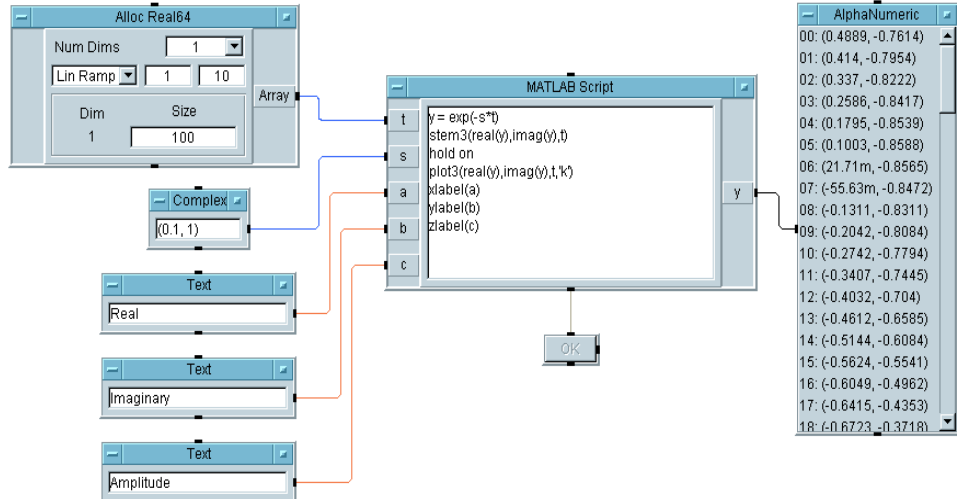 Alloc Real64
Num Dims 1
Lin Ramp 1 10
Dim Size
1 100
Array
Complex
(0.1, 1)
Text
Real
Text
Imaginary
Text
Amplitude
MATLAB Script
t
s
a
b
c
y = exp(-s*t)
stem3(real(y),imag(y),t)
hold on
plot3(real(y),imag(y),t,'k')
xlabel(a)
ylabel(b)
zlabel(c)
y
OK
AlphaNumeric
00: (0.4889, -0.7614)
01: (0.414, -0.7954)
02: (0.337, -0.8222)
03: (0.2586, -0.8417)
04: (0.1795, -0.8539)
05: (0.1003, -0.8588)
06: (21.71m, -0.8565)
07: (-55.63m, -0.8472)
08: (-0.1311, -0.8311)
09: (-0.2042, -0.8084)
10: (-0.2742, -0.7794)
11: (-0.3407, -0.7445)
12: (-0.4032, -0.704)
13: (-0.4612, -0.6585)
14: (-0.5144, -0.6084)
15: (-0.5624, -0.5541)
16: (-0.6049, -0.4962)
17: (-0.6415, -0.4353)
18: (-0.6723, -0.3718)